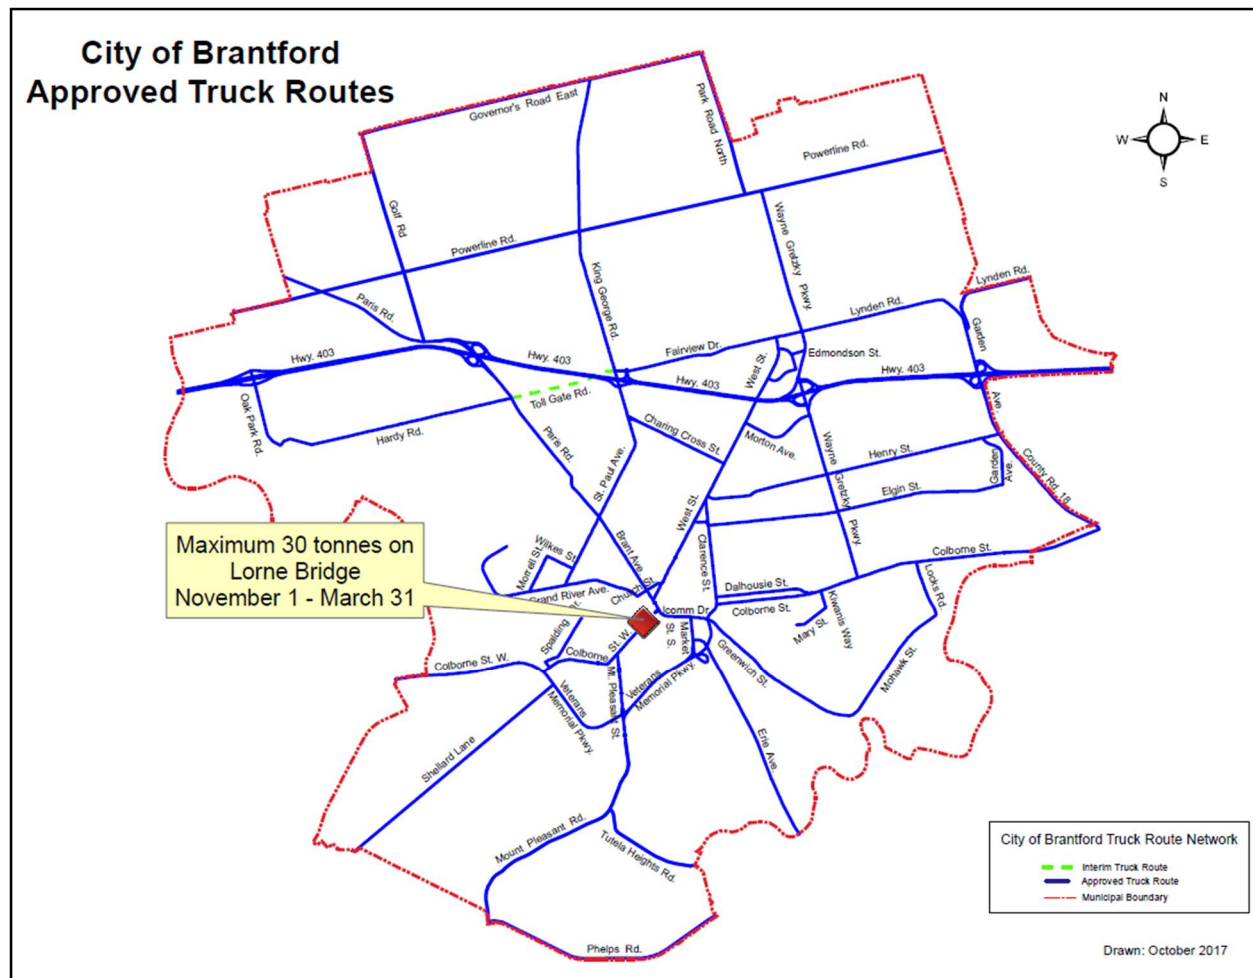 City of Brantford
Approved Truck Routes
N
W
E
S
Governor's Road East
Park Road North
Powerline Rd.
Golf Rd
Powerline Rd.
Wayne Gretzky Pkwy.
King George Rd.
Paris Rd.
Lynden Rd.
Lynden Rd.
Garden
Ave.
Fairview Dr.
West St.
Edmondson St.
Hwy. 403
Hwy. 403
Hwy. 403
Hwy. 403
Toll Gate Rd.
Oak Park Rd.
Hardy Rd.
Paris Rd.
Charing Cross St.
Morton Ave.
Wayne Gretzky
Pkwy.
Henry St.
Garden
Ave.
County Rd. 18
St. Paul Ave.
Elgin St.
West St.
Maximum 30 tonnes on
Lorne Bridge
November 1 - March 31
Wilkes St.
Morrell St.
Brant Ave.
Clarence St.
Colborne St.
Dalhousie St.
Locks Rd.
Grand River Ave.
Church St.
Icomm Dr.
Colborne St.
Kiwanis Way
Mary St.
Spalding
Market
St. S.
Greenwich St.
Mohawk St.
Colborne St. W.
Colborne
St. W.
Mt. Pleasant St.
Veterans
Memorial Pkwy.
Veterans
Memorial Pkwy.
Shellard Lane
Erie Ave.
Mount Pleasant Rd.
Tutela Heights Rd.
Phelps Rd.
City of Brantford Truck Route Network
Interim Truck Route
Approved Truck Route
Municipal Boundary
Drawn: October 2017